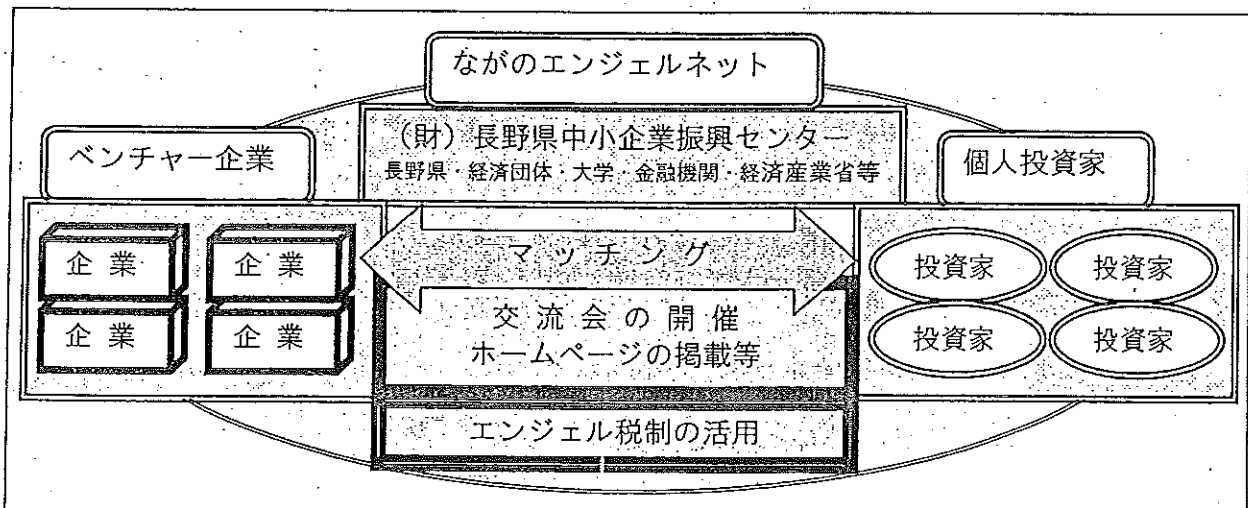 ながのエンジェルネット
(財)長野県中小企業振興センター
長野県・経済団体・大学・金融機関・経済産業省等
ベンチャー企業
個人投資家
企業
企業
企業
企業
マッチング
交流会の開催
ホームページの掲載等
エンジェル税制の活用
投資家
投資家
投資家
投資家